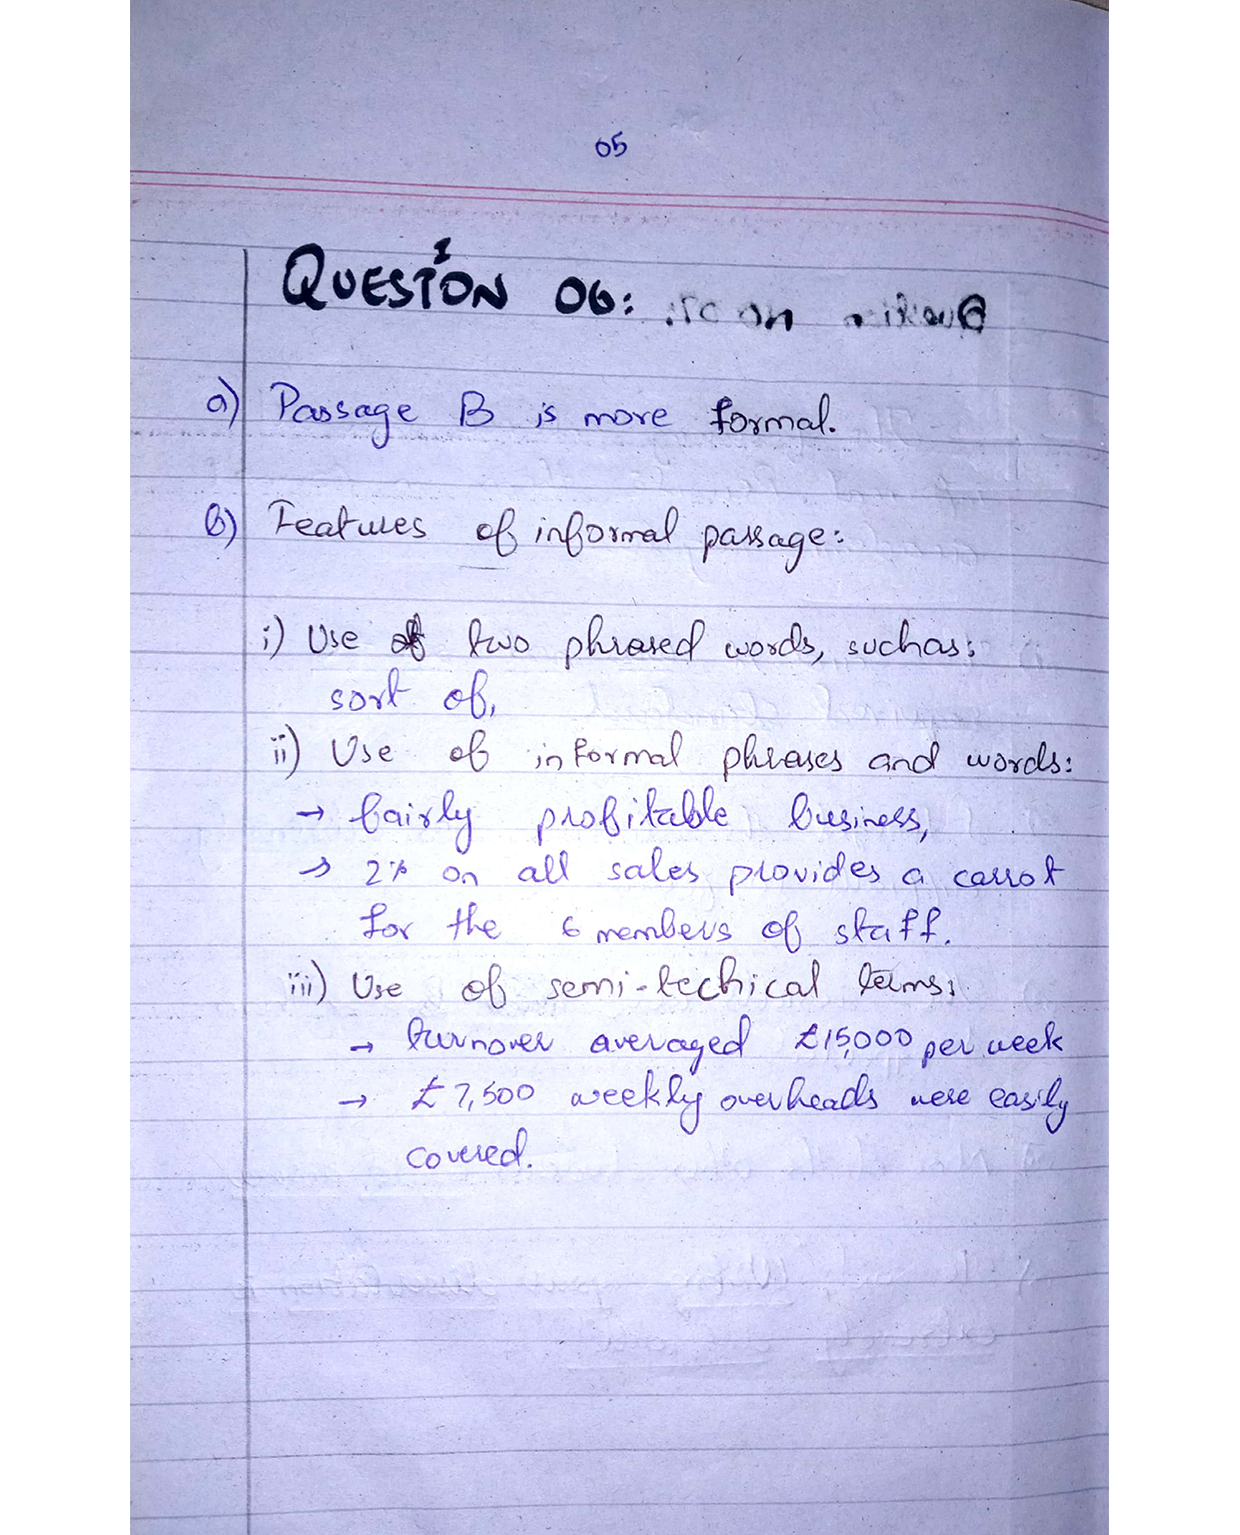 05
QUESTION 06:
a) Passage B is more formal.
b) Features of informal passage:
i) Use of two phrased words, such as:
sort of,
ii) Use of informal phrases and words:
→ fairly profitable business,
→ 2% on all sales provides a carrot
for the 6 members of staff.
iii) Use of semi-techical terms:
→ turnover averaged £15,000 per week
→ £7,500 weekly overheads were easily
covered.